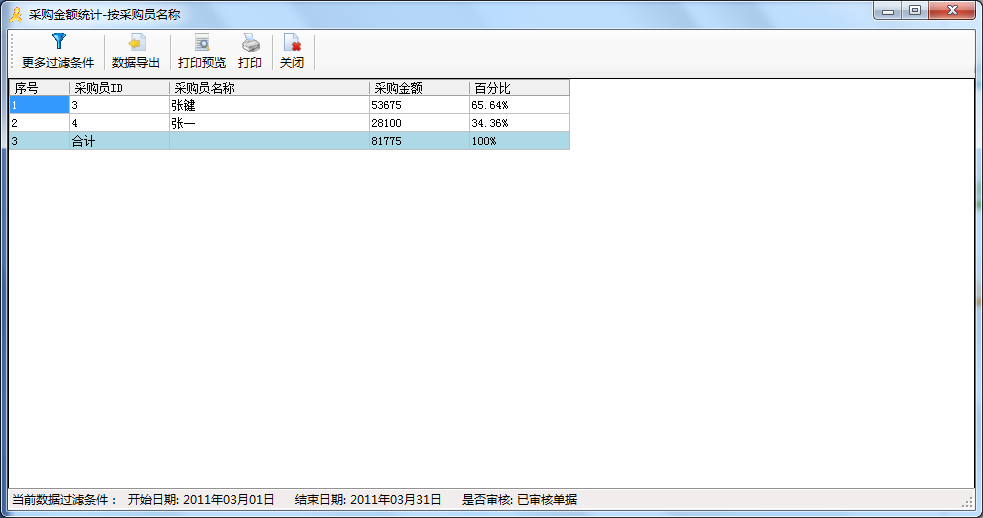 采购金额统计-按采购员名称
更多过滤条件 数据导出 打印预览 打印 关闭
序号 采购员ID 采购员名称 采购金额 百分比
1 3 张键 53675 65.64%
2 4 张一 28100 34.36%
3 合计 81775 100%
当前数据过滤条件： 开始日期: 2011年03月01日 结束日期: 2011年03月31日 是否审核: 已审核单据